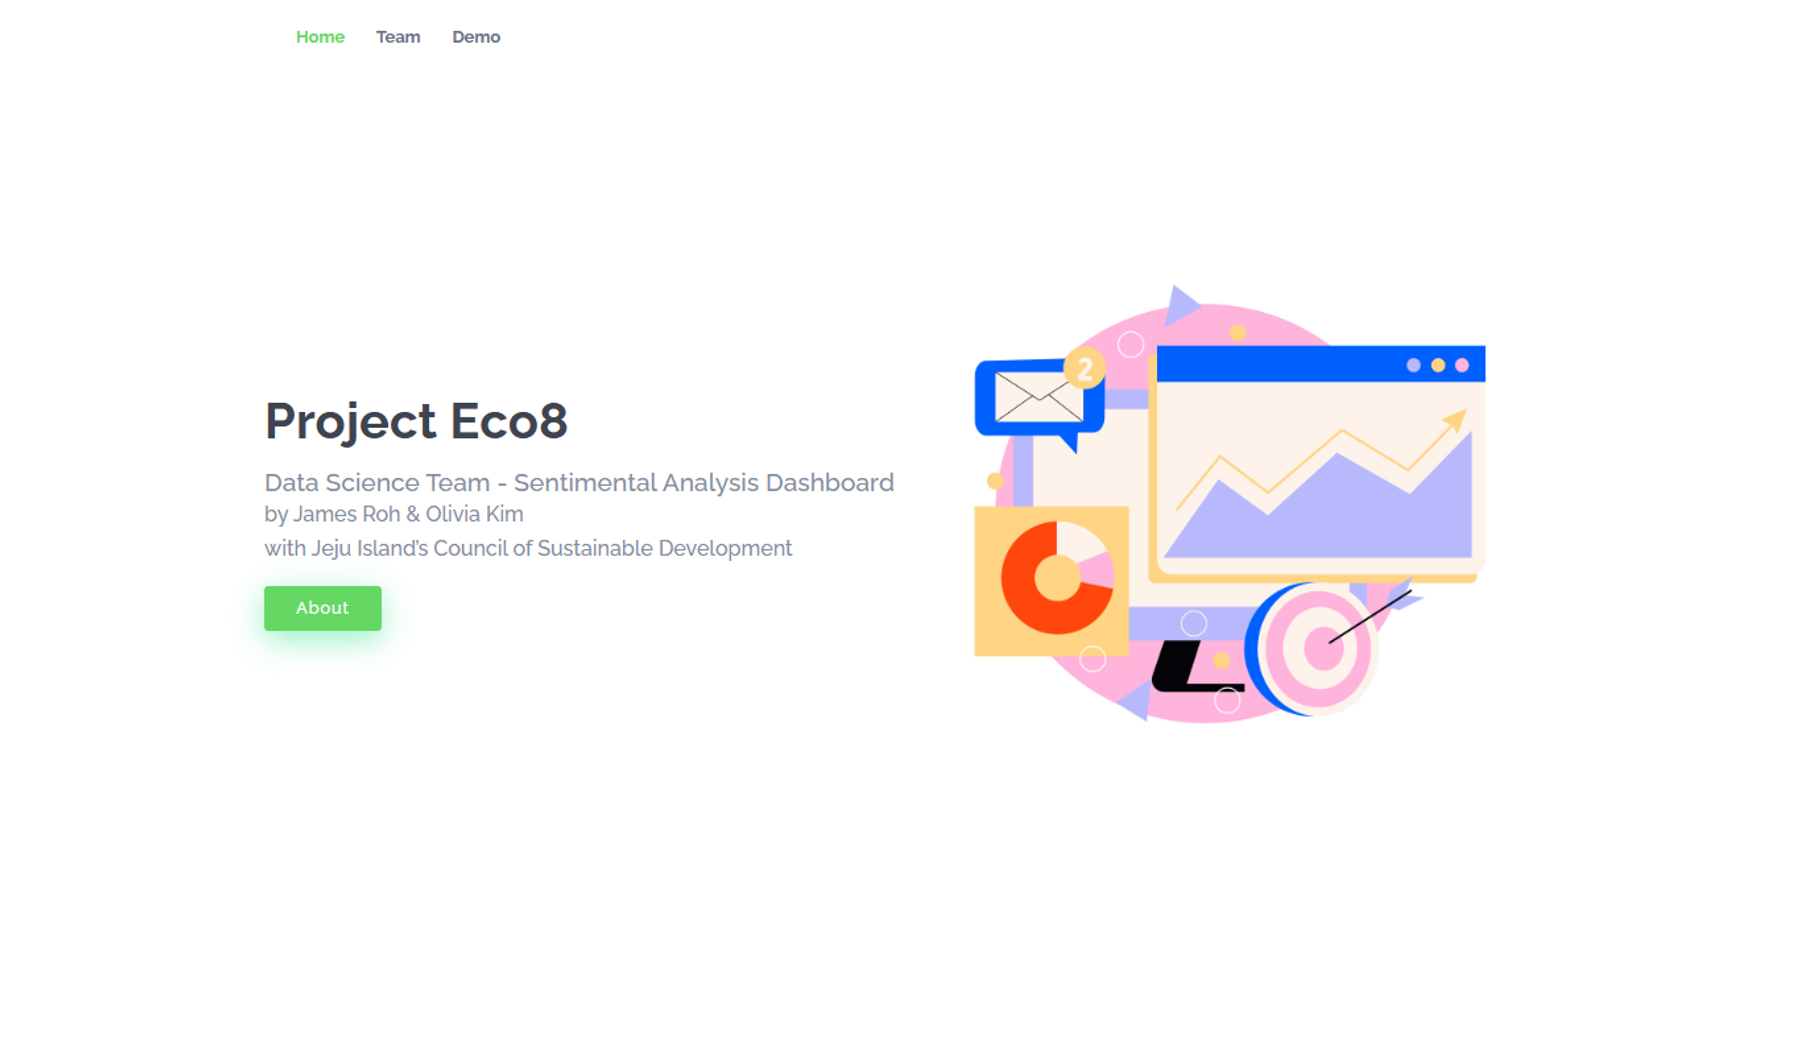 Home Team Demo
Project Eco8
Data Science Team - Sentimental Analysis Dashboard
by James Roh & Olivia Kim
with Jeju Island's Council of Sustainable Development
About
2